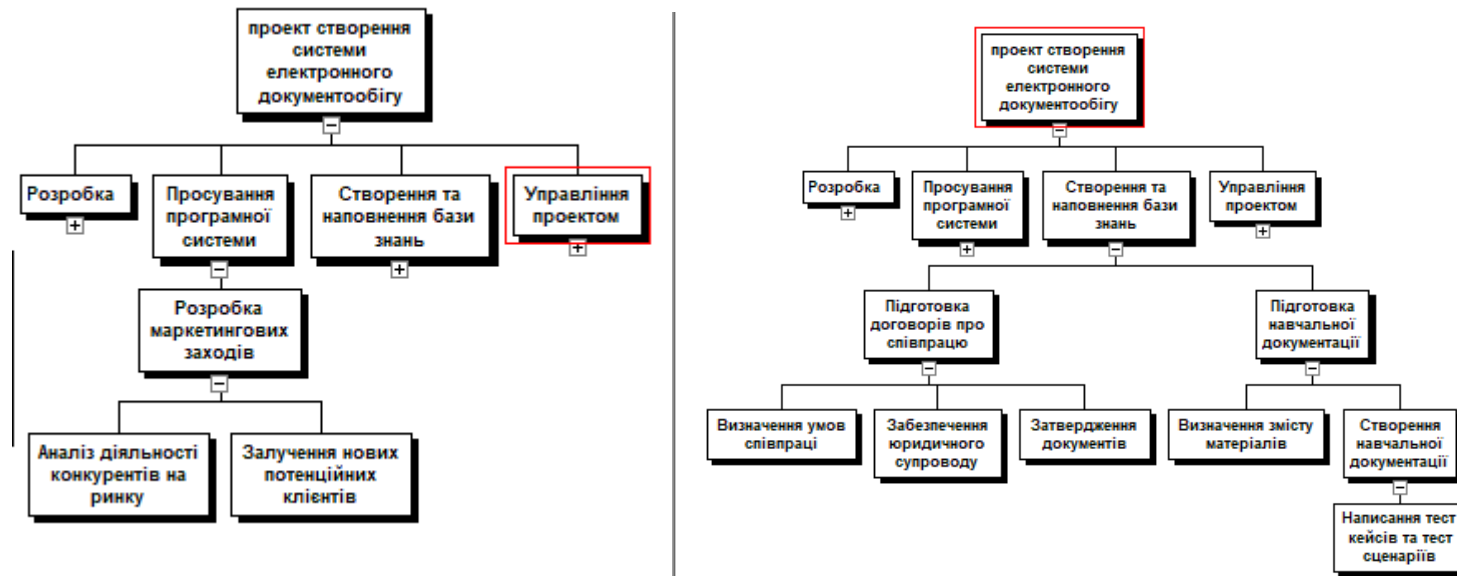 проект створення
системи
електронного
документообігу
Розробка
Просування
програмної
системи
Створення та
наповнення бази
знань
Управління
проектом
Розробка
маркетингових
заходів
Аналіз діяльності
конкурентів на
ринку
Залучення нових
потенційних
клієнтів
проект створення
системи
електронного
документообігу
Розробка
Просування
програмної
системи
Створення та
наповнення бази
знань
Управління
проектом
Підготовка
договорів про
співпрацю
Підготовка
навчальної
документації
Визначення умов
співпраці
Забезпечення
юридичного
супроводу
Затвердження
документів
Визначення змісту
матеріалів
Створення
навчальної
документації
Написання тест
кейсів та тест
сценаріїв